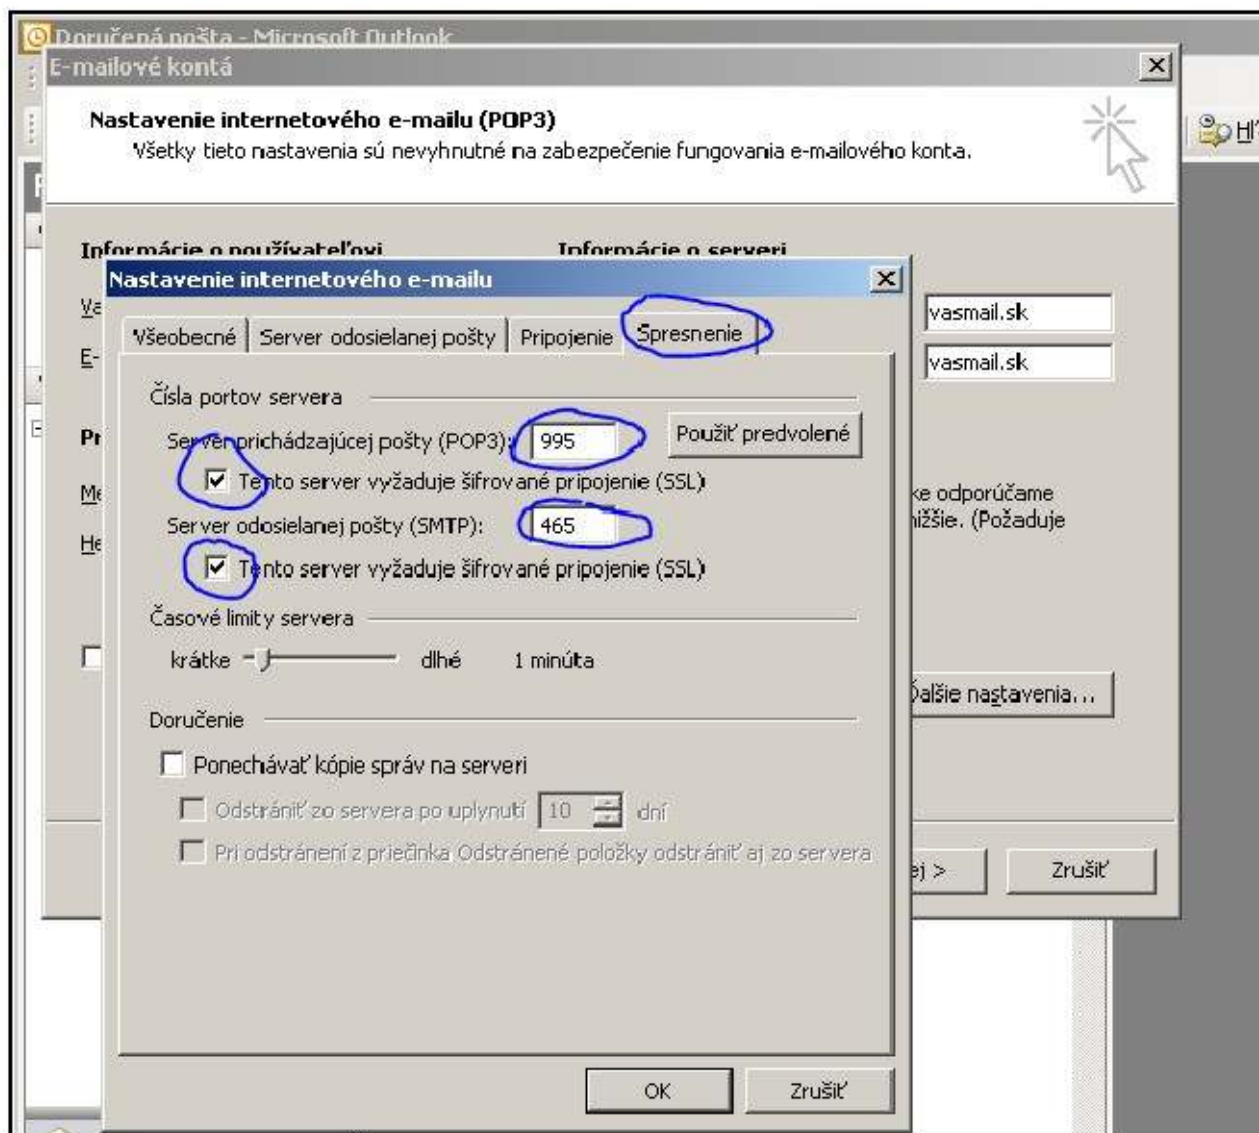 Doručená pošta - Microsoft Outlook
E-mailové kontá
Nastavenie internetového e-mailu (POP3)
Všetky tieto nastavenia sú nevyhnutné na zabezpečenie fungovania e-mailového konta.
Informácie o používateľovi
Informácie o serveri
Nastavenie internetového e-mailu
vasmail.sk
vasmail.sk
Všeobecné
Server odosielanej pošty
Pripojenie
Spresnenie
Čísla portov servera
Server prichádzajúcej pošty (POP3):
995
Použiť predvolené
Tento server vyžaduje šifrované pripojenie (SSL)
Server odosielanej pošty (SMTP):
465
Tento server vyžaduje šifrované pripojenie (SSL)
odporúčame
(Požaduje
Časové limity servera
krátke
dlhé
1 minúta
Ďalšie nastavenia...
Doručenie
Ponechávať kópie správ na serveri
Odstrániť zo servera po uplynutí
10
dní
Pri odstránení z priečinka Odstránené položky odstrániť aj zo servera
Zrušiť
OK
Zrušiť